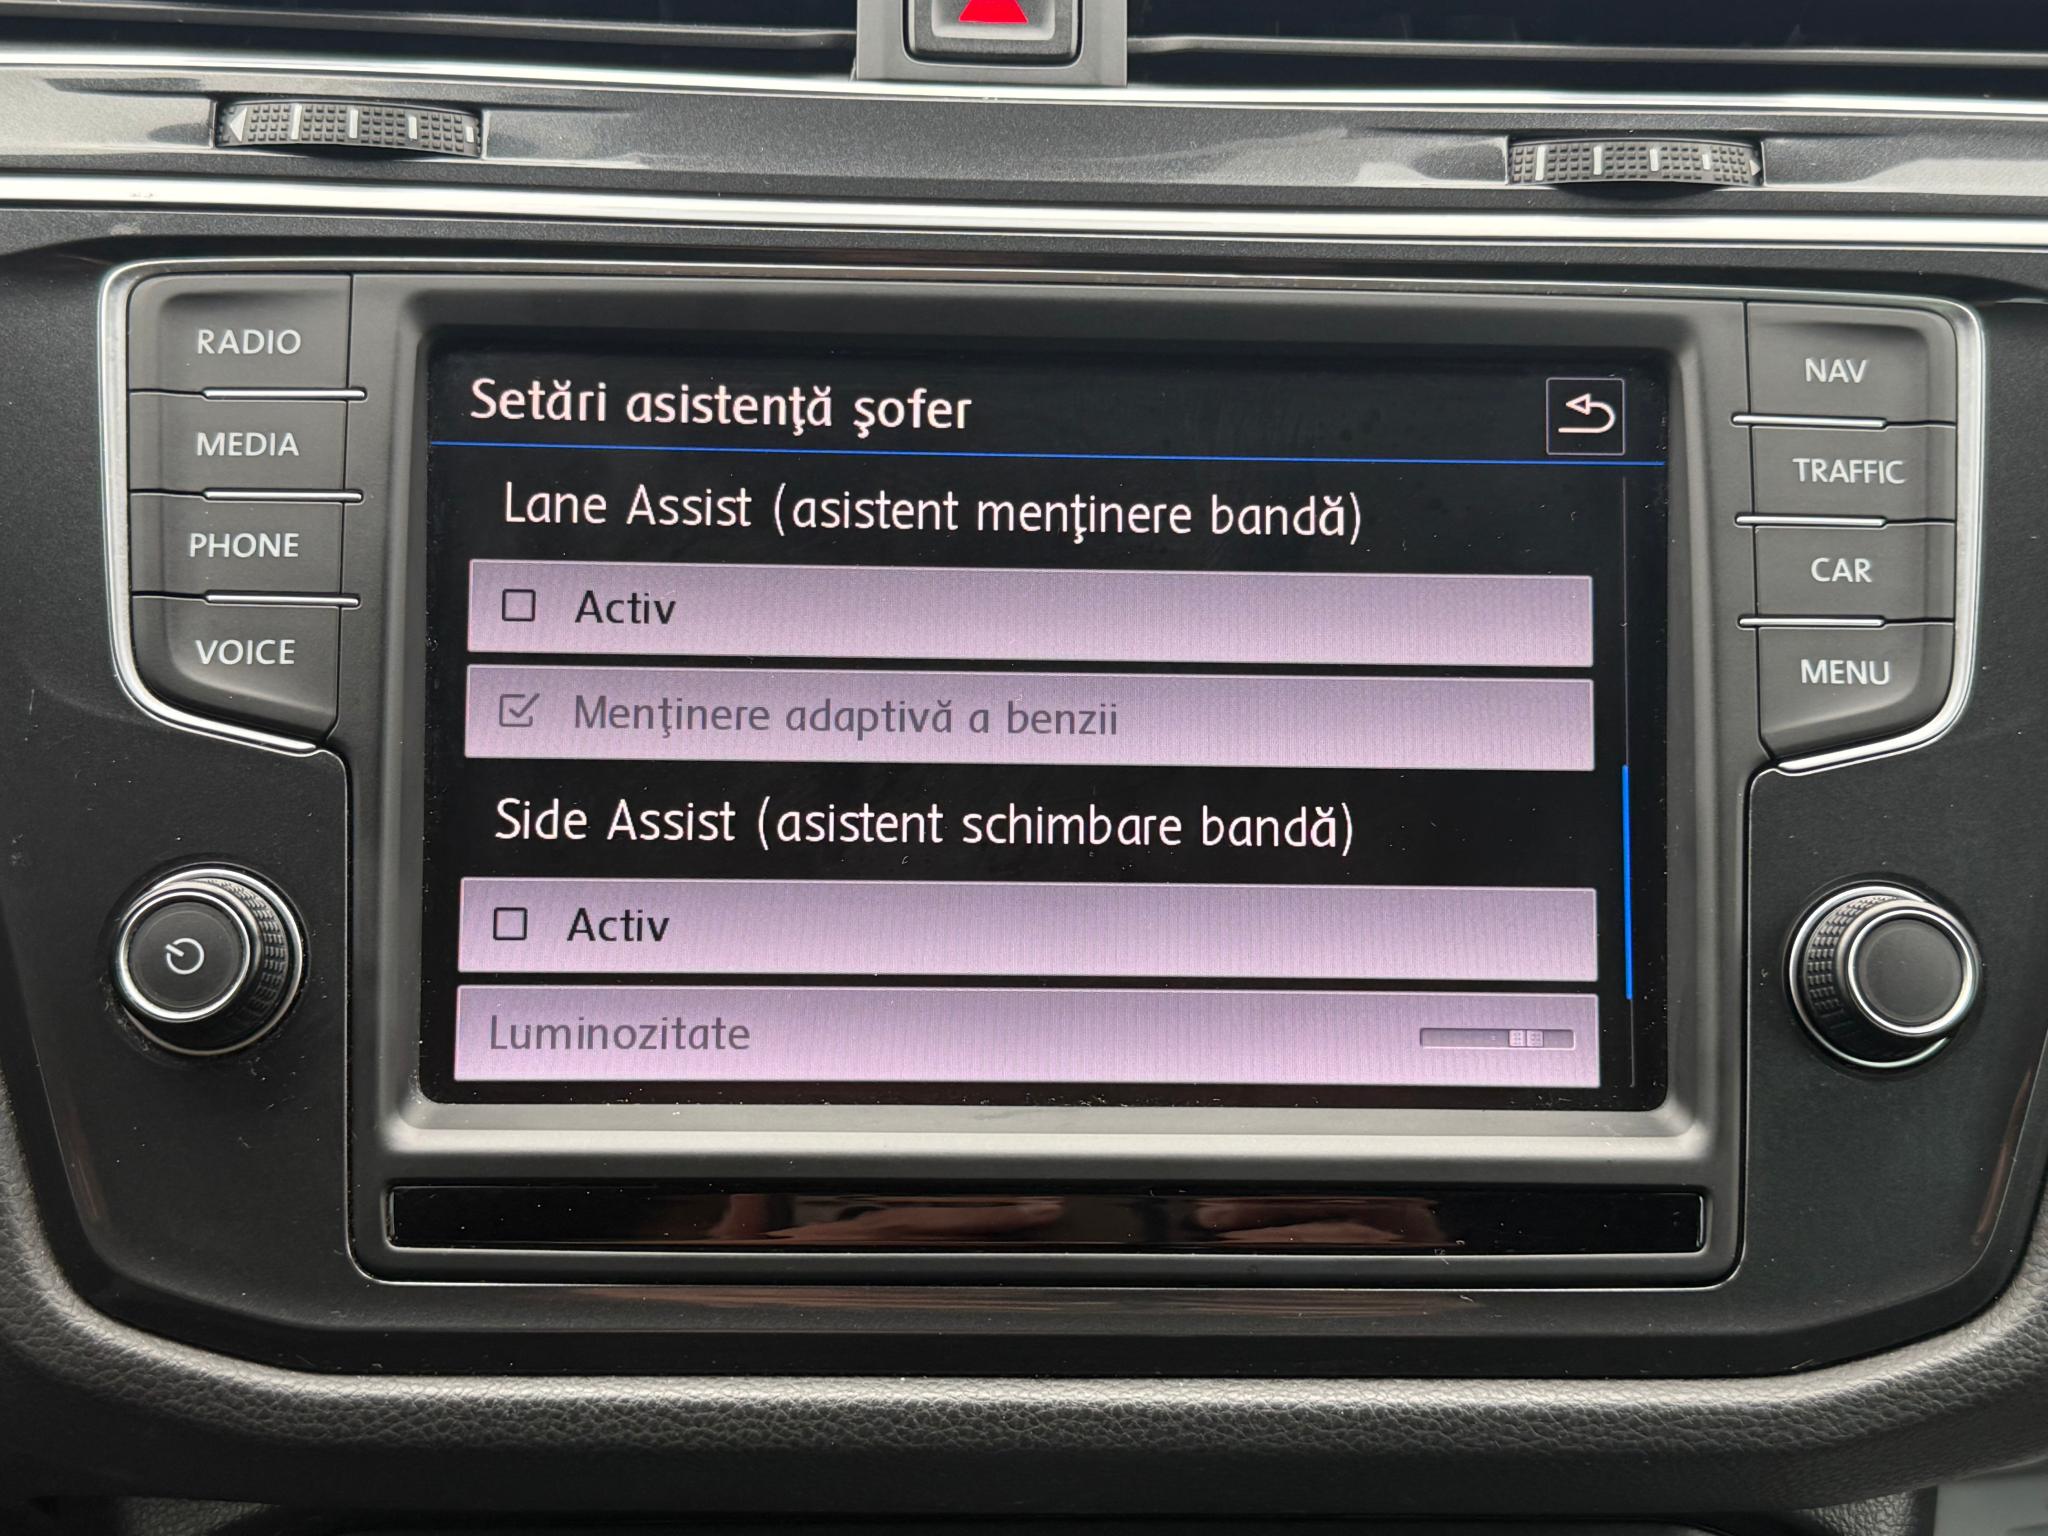 RADIO
MEDIA
PHONE
VOICE
Setări asistenţă şofer
Lane Assist (asistent menţinere bandă)
Activ
Menţinere adaptivă a benzii
Side Assist (asistent schimbare bandă)
Activ
Luminozitate
NAV
TRAFFIC
CAR
MENU